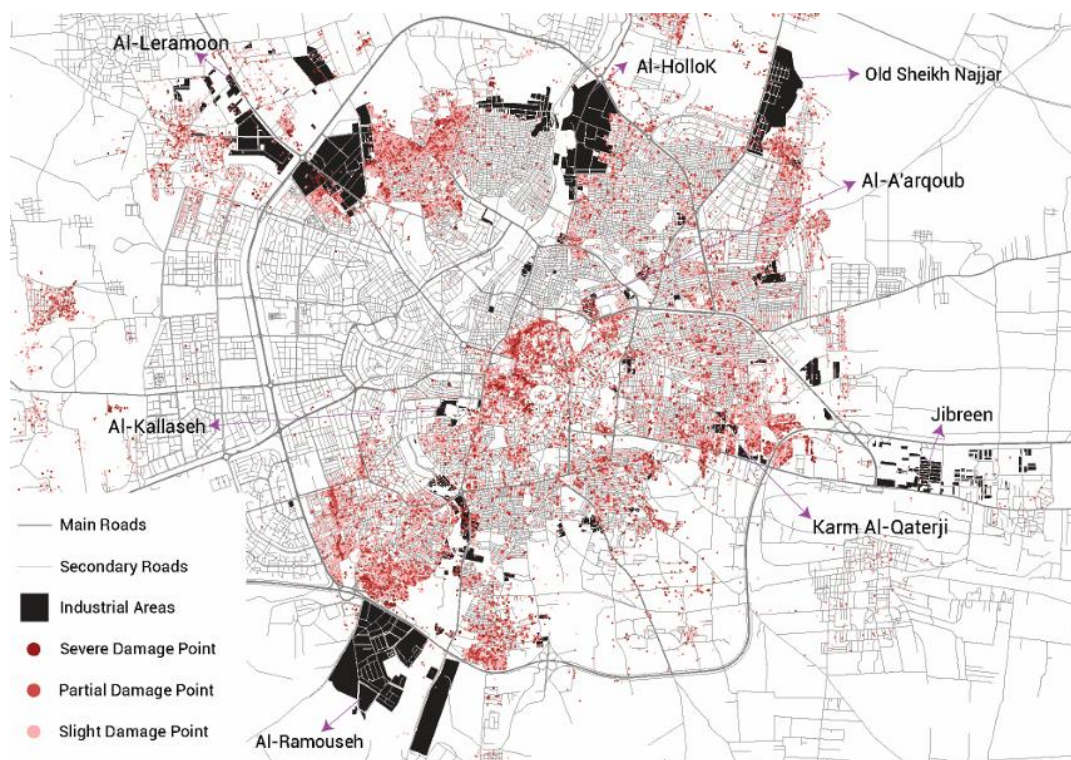 Al-Leramoon
Al-HolloK
Old Sheikh Najjar
Al-A'arqoub
Al-Kallaseh
Jibreen
Karm Al-Qaterji
Main Roads
Secondary Roads
Industrial Areas
Severe Damage Point
Partial Damage Point
Slight Damage Point
Al-Ramouseh